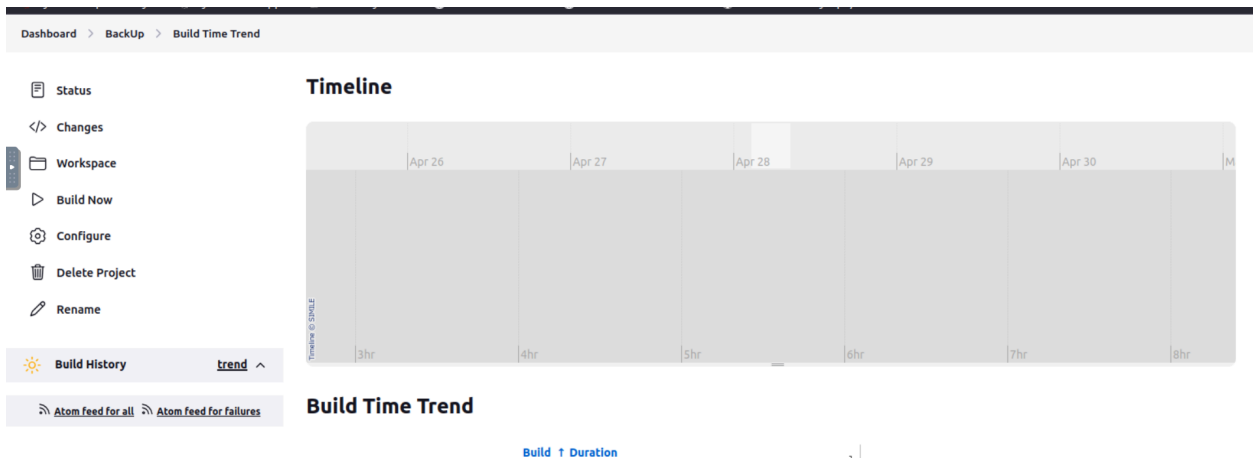 Dashboard > BackUp > Build Time Trend
Status
</> Changes
Workspace
Build Now
Configure
Delete Project
Rename
Build History trend
Atom feed for all Atom feed for failures
Timeline
Apr 26 Apr 27 Apr 28 Apr 29 Apr 30 M
Timeline © SIMILE
3hr 4hr 5hr 6hr 7hr 8hr
Build Time Trend
Build ↑ Duration